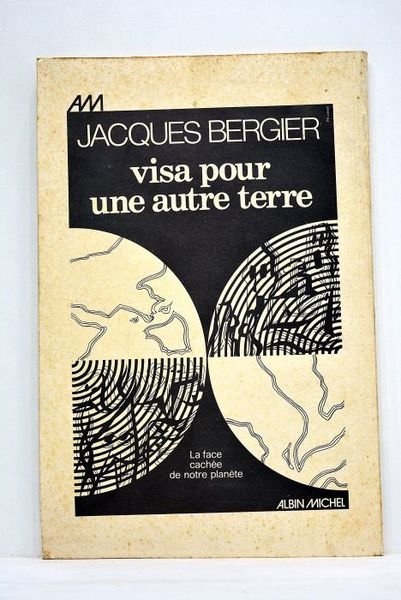 AM
JACQUES BERGIER
visa pour
une autre terre
La face
cachée
de notre planète
ALBIN MICHEL